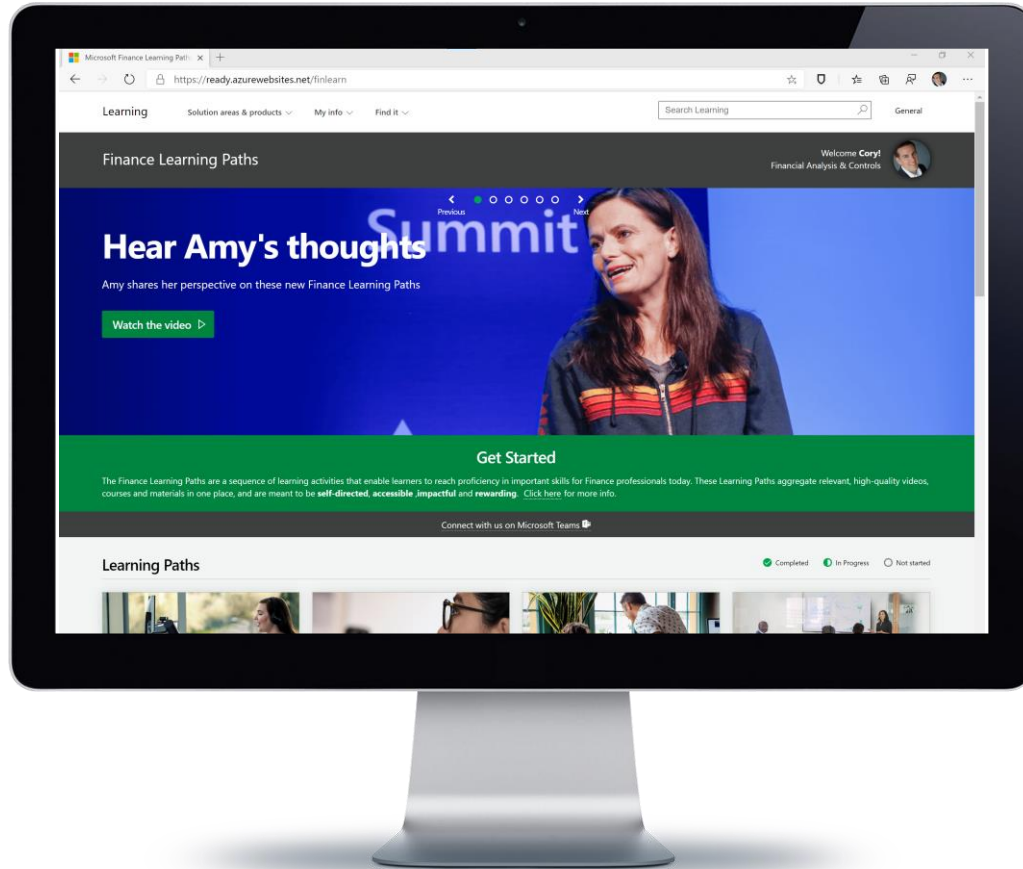 Microsoft Finance Learning Path
https://ready.azurewebsites.net/finlearn
Learning
Solution areas & products
My info
Find it
Search Learning
General
Finance Learning Paths
Welcome Cory!
Financial Analysis & Controls
Previous
Next
Summit
Hear Amy's thoughts
Amy shares her perspective on these new Finance Learning Paths
Watch the video
Get Started
The Finance Learning Paths are a sequence of learning activities that enable learners to reach proficiency in important skills for Finance professionals today. These Learning Paths aggregate relevant, high-quality videos,
courses and materials in one place, and are meant to be self-directed, accessible ,impactful and rewarding. Click here for more info.
Connect with us on Microsoft Teams
Learning Paths
Completed
In Progress
Not started